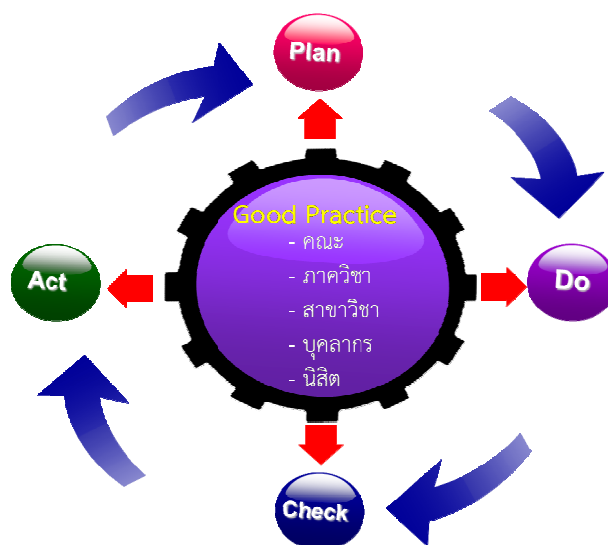 Plan
Good Practice
- คณะ
- ภาควิชา
- สาขาวิชา
- บุคลากร
- นิสิต
Act
Do
Check